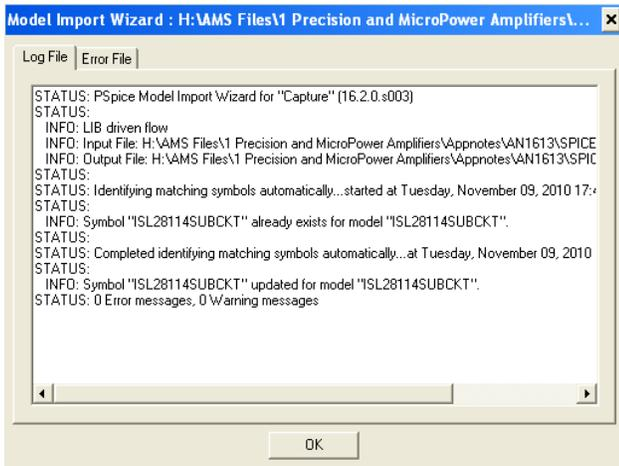 Model Import Wizard : H:\AMS Files\1 Precision and MicroPower Amplifiers\...
Log File Error File
STATUS: PSpice Model Import Wizard for "Capture" (16.2.0.s003)
STATUS:
INFO: LIB driven flow
INFO: Input File: H:\AMS Files\1 Precision and MicroPower Amplifiers\Appnotes\AN1613\SPICE
INFO: Output File: H:\AMS Files\1 Precision and MicroPower Amplifiers\Appnotes\AN1613\SPIC
STATUS:
STATUS: Identifying matching symbols automatically...started at Tuesday, November 09, 2010 17:4
STATUS:
INFO: Symbol "ISL28114SUBCKT" already exists for model "ISL28114SUBCKT".
STATUS:
STATUS: Completed identifying matching symbols automatically...at Tuesday, November 09, 2010
STATUS:
INFO: Symbol "ISL28114SUBCKT" updated for model "ISL28114SUBCKT".
STATUS: 0 Error messages, 0 Warning messages
OK